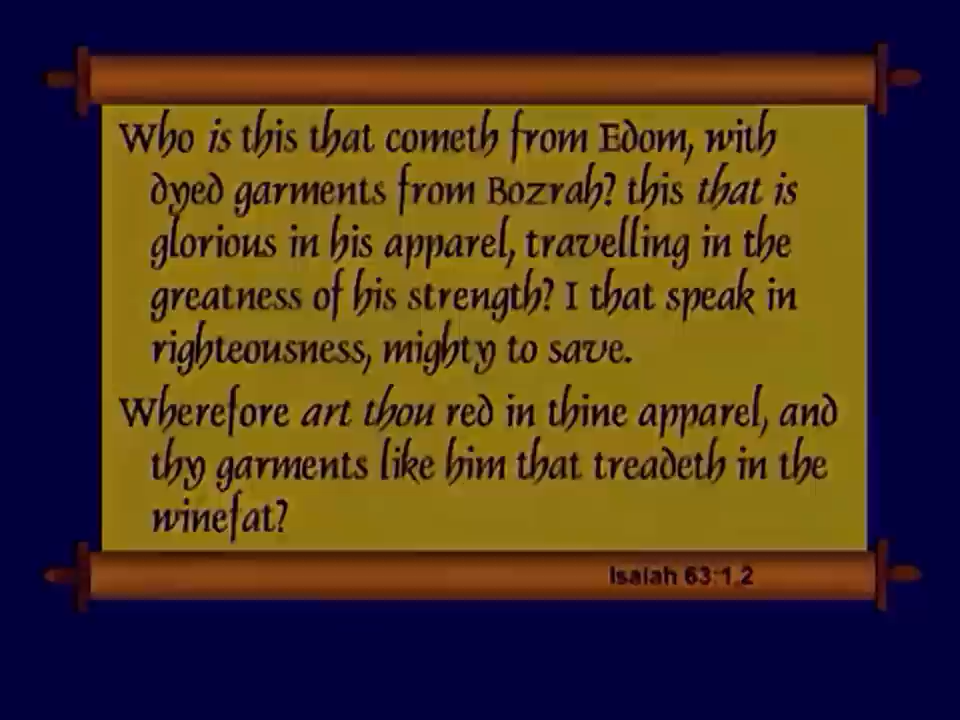 Who is this that cometh from Edom, with
dyed garments from Bozrah? this that is
glorious in his apparel, travelling in the
greatness of his strength? I that speak in
righteousness, mighty to save.
Wherefore art thou red in thine apparel, and
thy garments like him that treadeth in the
winefat?
Isaiah 63:1,2